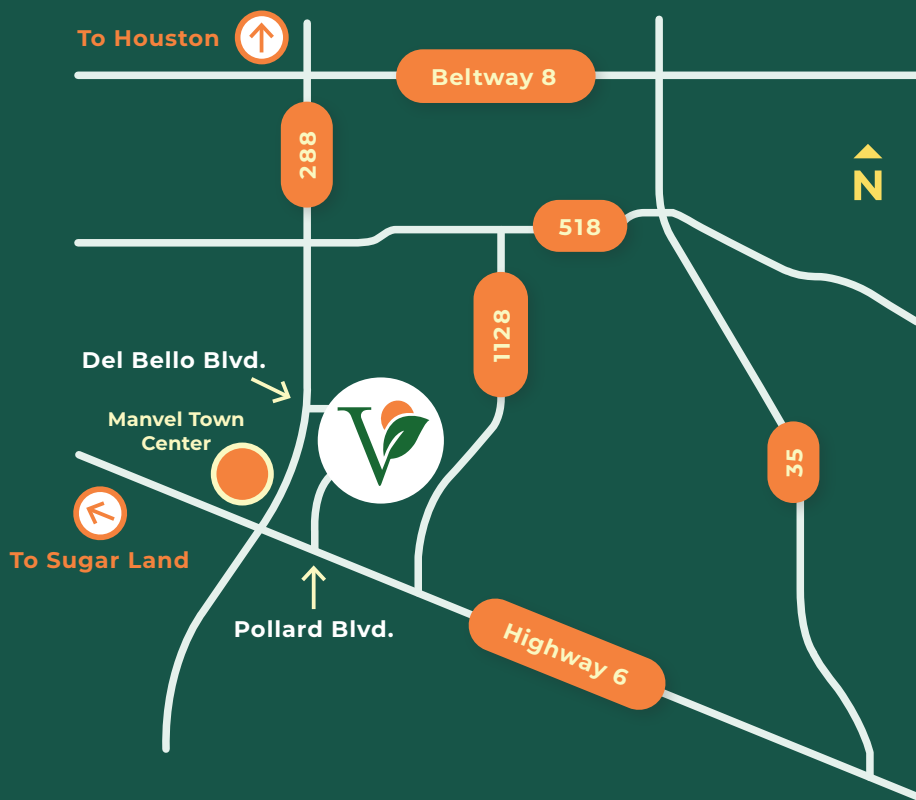 To Houston
Beltway 8
288
N
518
1128
Del Bello Blvd.
Manvel Town
Center
V
35
To Sugar Land
Pollard Blvd.
Highway 6